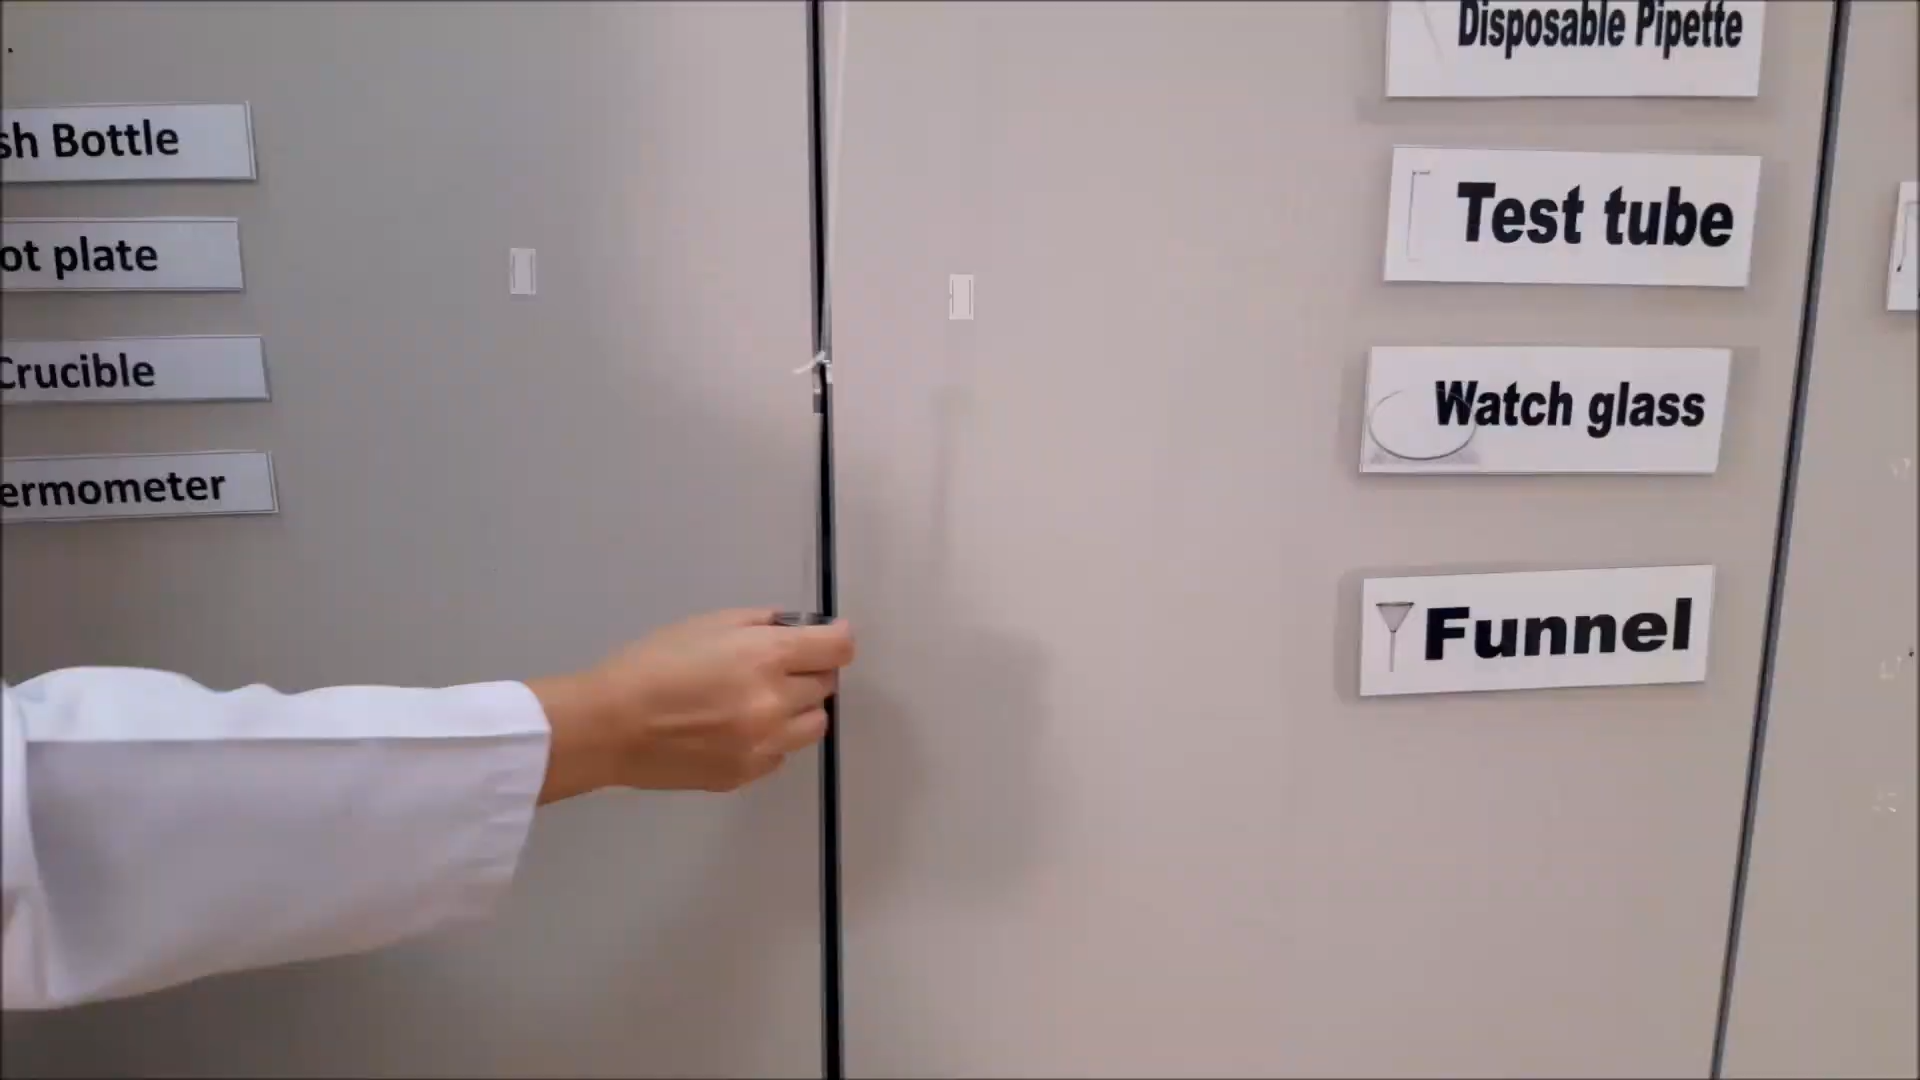 sh Bottle
ot plate
Crucible
ermometer
Disposable Pipette
Test tube
Watch glass
Funnel